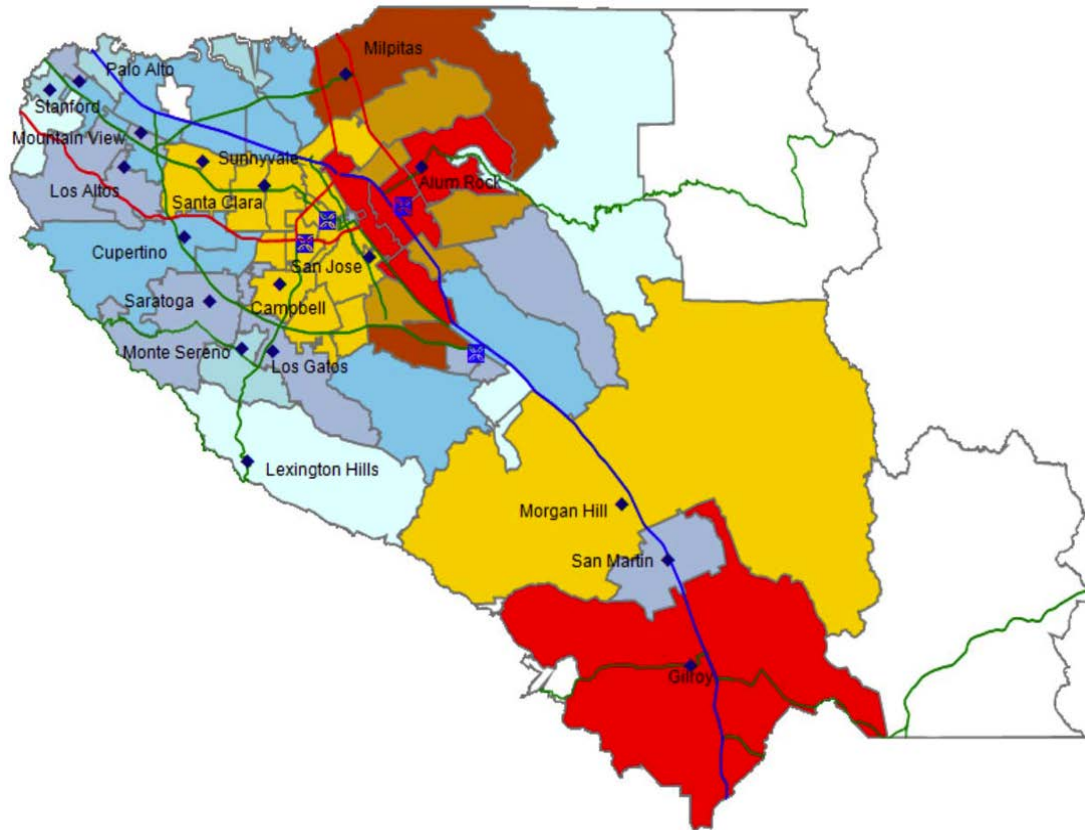 Milpitas
Palo Alto
Stanford
Mountain View
Sunnyvale
Alum Rock
Los Altos
Santa Clara
Cupertino
San Jose
Saratoga
Campbell
Monte Sereno
Los Gatos
Lexington Hills
Morgan Hill
San Martin
Gilroy